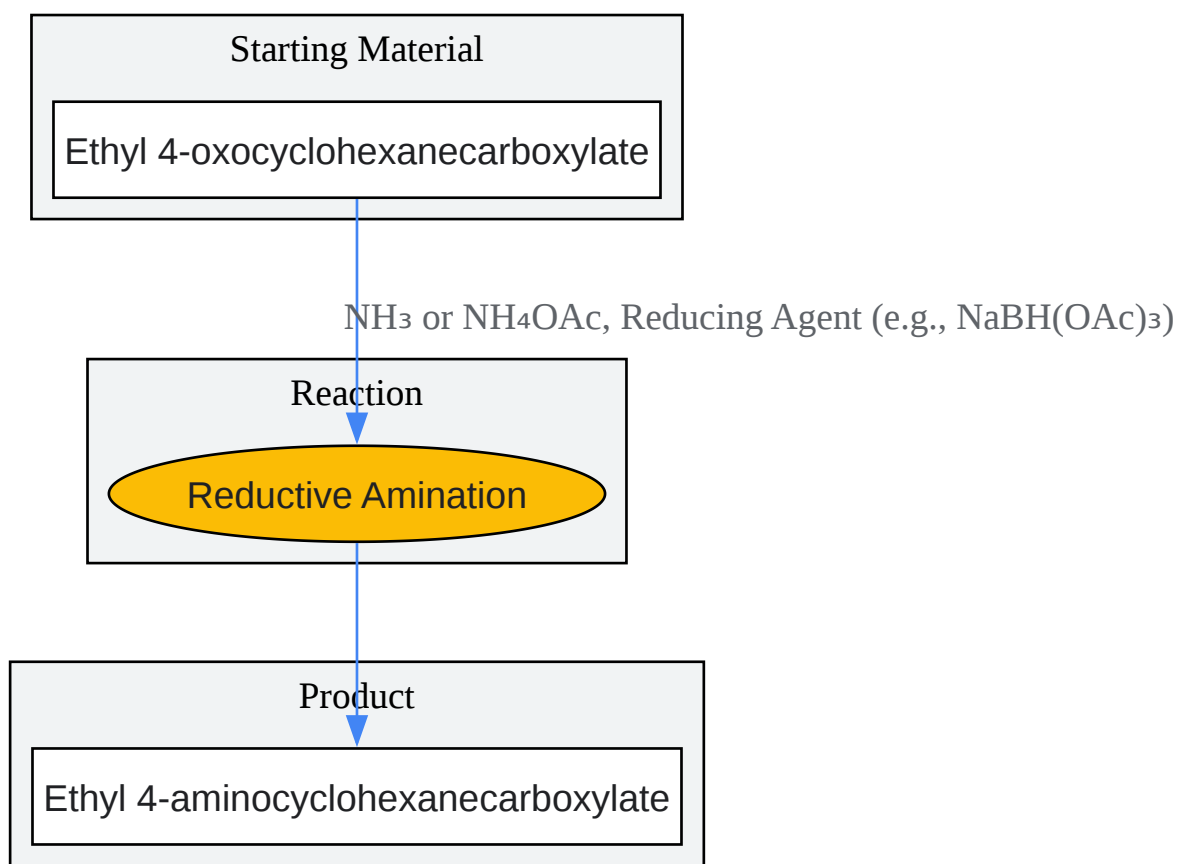 Starting Material
Ethyl 4-oxocyclohexanecarboxylate
NH₃ or NH₄OAc, Reducing Agent (e.g., NaBH(OAc)₃)
Reaction
Reductive Amination
Product
Ethyl 4-aminocyclohexanecarboxylate